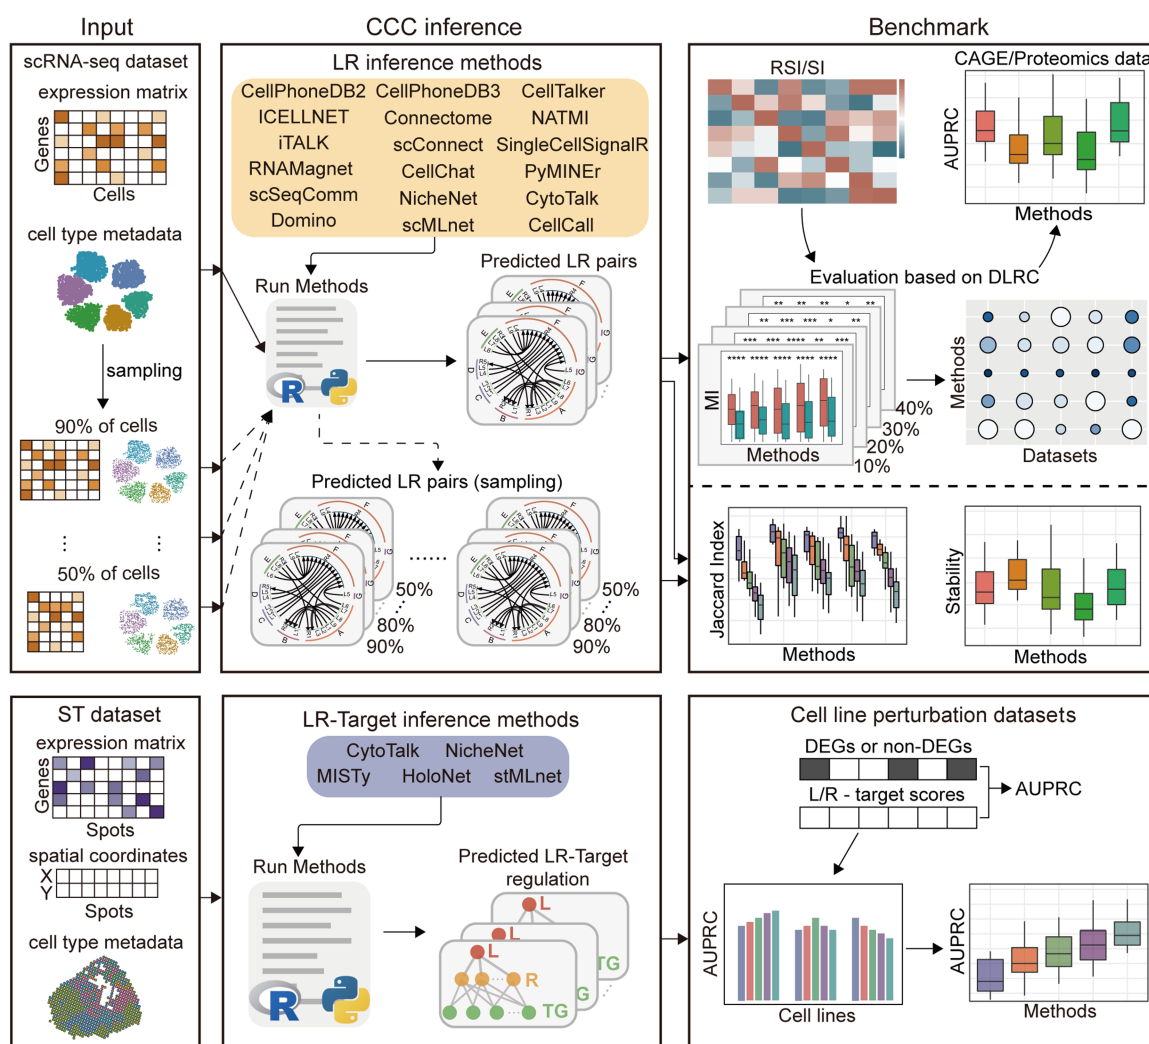 Input
CCC inference
Benchmark
scRNA-seq dataset
expression matrix
Genes
Cells
cell type metadata
sampling
90% of cells
50% of cells
LR inference methods
CellPhoneDB2 CellPhoneDB3 CellTalker
ICELLNET Connectome NATMI
iTALK scConnect SingleCellSignalR
RNAMagnet CellChat PyMINEr
scSeqComm NicheNet CytoTalk
Domino scMLnet CellCall
Run Methods
R
Predicted LR pairs
Predicted LR pairs (sampling)
......
50%
80%
90%
50%
80%
90%
RSI/SI
CAGE/Proteomics data
AUPRC
Methods
Evaluation based on DLRC
** ** ** * **
** *** *** * **
*** *** *** ** ***
**** **** **** **** ****
MI
Methods
40%
30%
20%
10%
Methods
Datasets
Jaccard Index
Methods
Stability
Methods
ST dataset
expression matrix
Genes
Spots
spatial coordinates
X
Y
Spots
cell type metadata
LR-Target inference methods
CytoTalk NicheNet
MISTy HoloNet stMLnet
Run Methods
R
Predicted LR-Target
regulation
L
L
L
R
TG
G
TG
Cell line perturbation datasets
DEGs or non-DEGs
L/R - target scores
AUPRC
AUPRC
Cell lines
AUPRC
Methods